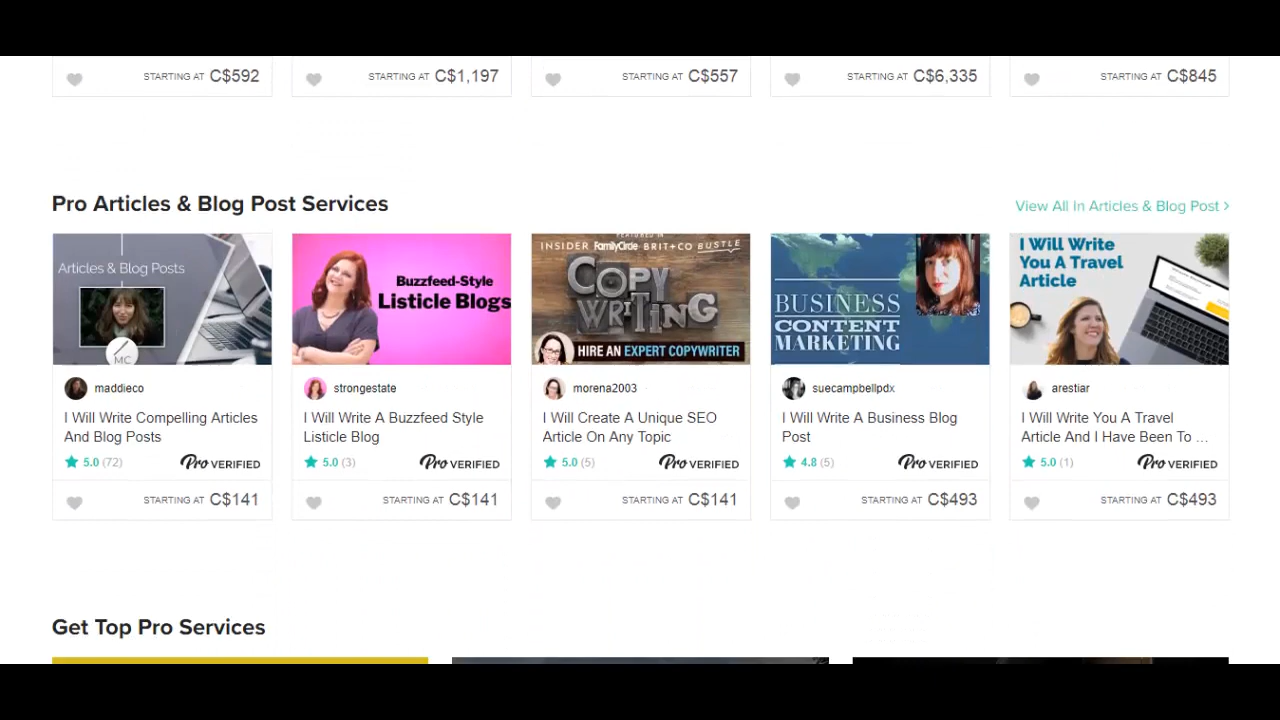 STARTING AT C$592
STARTING AT C$1,197
STARTING AT C$557
STARTING AT C$6,335
STARTING AT C$845
Pro Articles & Blog Post Services
View All In Articles & Blog Post >
Articles & Blog Posts
MC
maddieco
I Will Write Compelling Articles
And Blog Posts
5.0 (72)
Pro VERIFIED
STARTING AT C$141
Buzzfeed-Style
Listicle Blogs
strongestate
I Will Write A Buzzfeed Style
Listicle Blog
5.0 (3)
Pro VERIFIED
STARTING AT C$141
FEATURED IN
INSIDER FamilyCircle BRIT+CO BUSTLE
COPY
WRITING
HIRE AN EXPERT COPYWRITER
morena2003
I Will Create A Unique SEO
Article On Any Topic
5.0 (5)
Pro VERIFIED
STARTING AT C$141
BUSINESS
CONTENT
MARKETING
suecampbellpdx
I Will Write A Business Blog
Post
4.8 (5)
Pro VERIFIED
STARTING AT C$493
I Will Write
You A Travel
Article
arestiar
I Will Write You A Travel
Article And I Have Been To ...
5.0 (1)
Pro VERIFIED
STARTING AT C$493
Get Top Pro Services